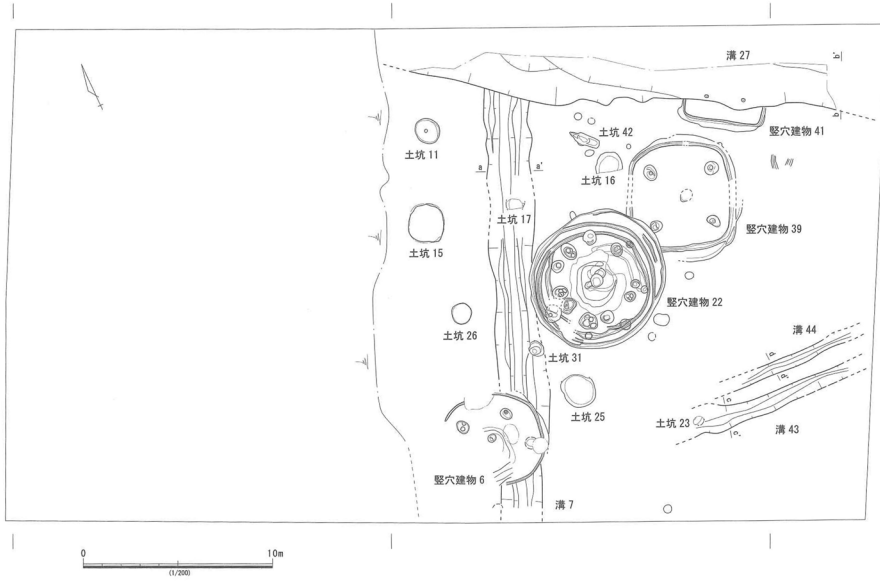 溝 27
b'
b
土坑 42
竪穴建物 41
土坑 11
土坑 16
a
a'
土坑 17
竪穴建物 39
土坑 15
竪穴建物 22
土坑 26
溝 44
土坑 31
d
d'
c
土坑 25
土坑 23
c'
溝 43
竪穴建物 6
溝 7
0
10m
(1/200)